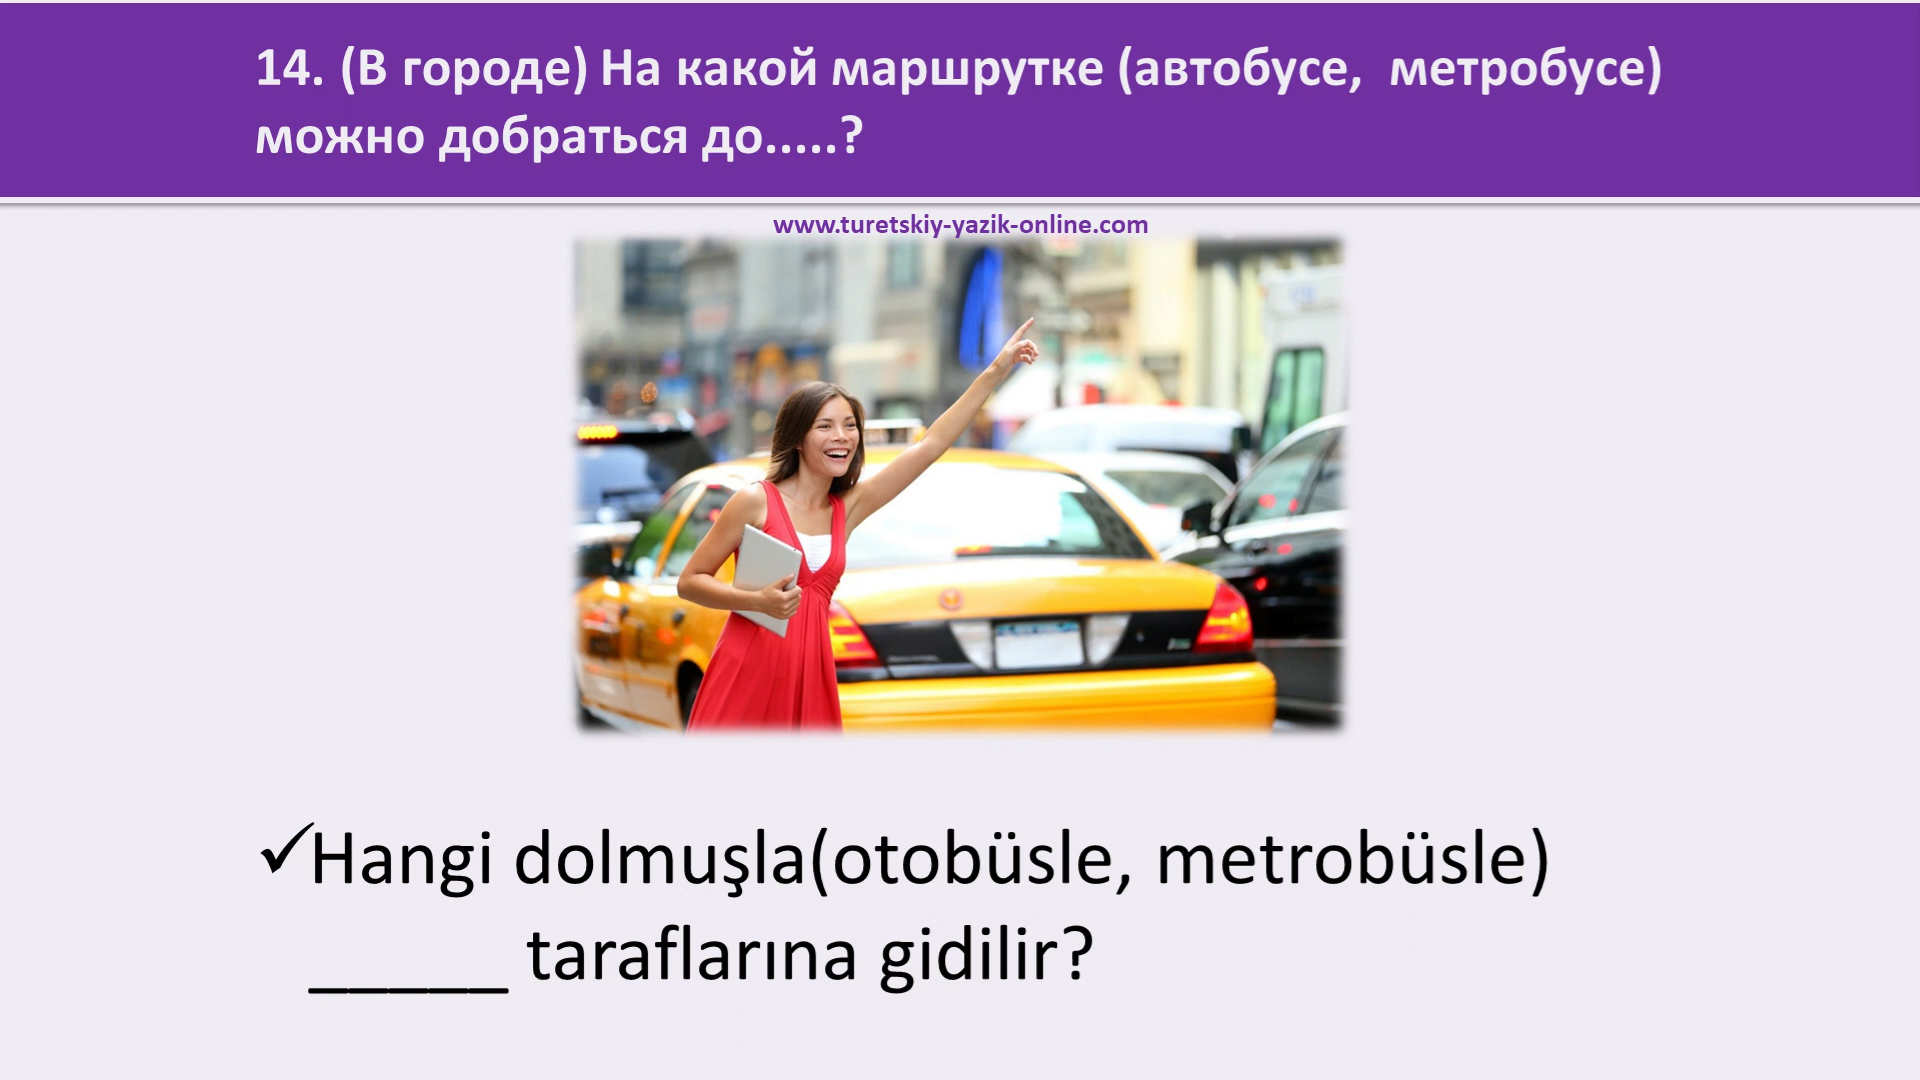 14. (В городе) На какой маршрутке (автобусе, метробусе)
можно добраться до.....?
www.turetskiy-yazik-online.com
✓Hangi dolmuşla(otobüsle, metrobüsle)
_____ taraflarına gidilir?